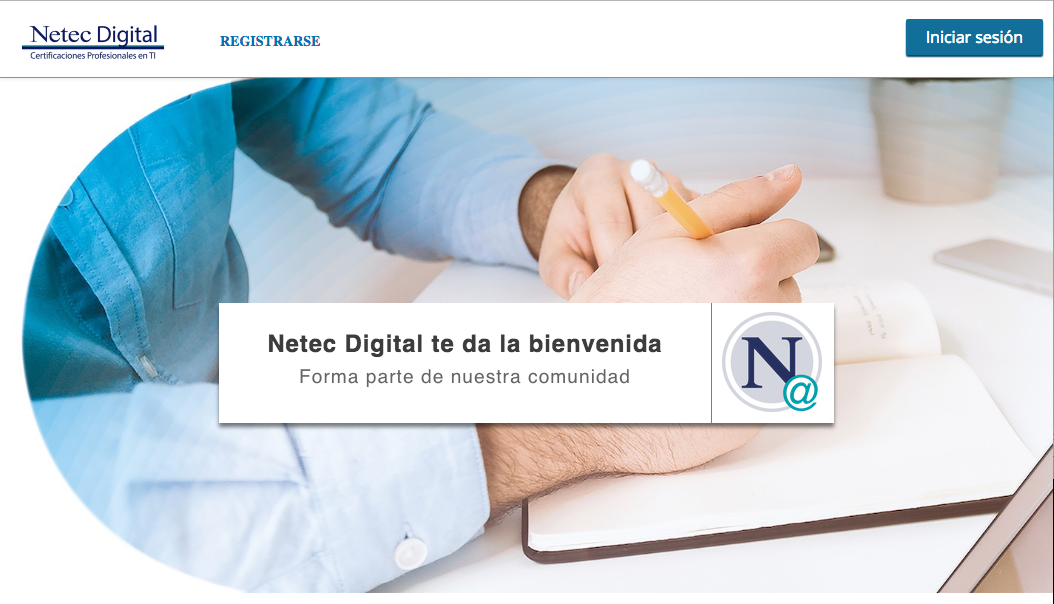 Netec Digital
Certificaciones Profesionales en TI
REGISTRARSE
Iniciar sesión
Netec Digital te da la bienvenida
Forma parte de nuestra comunidad
N@